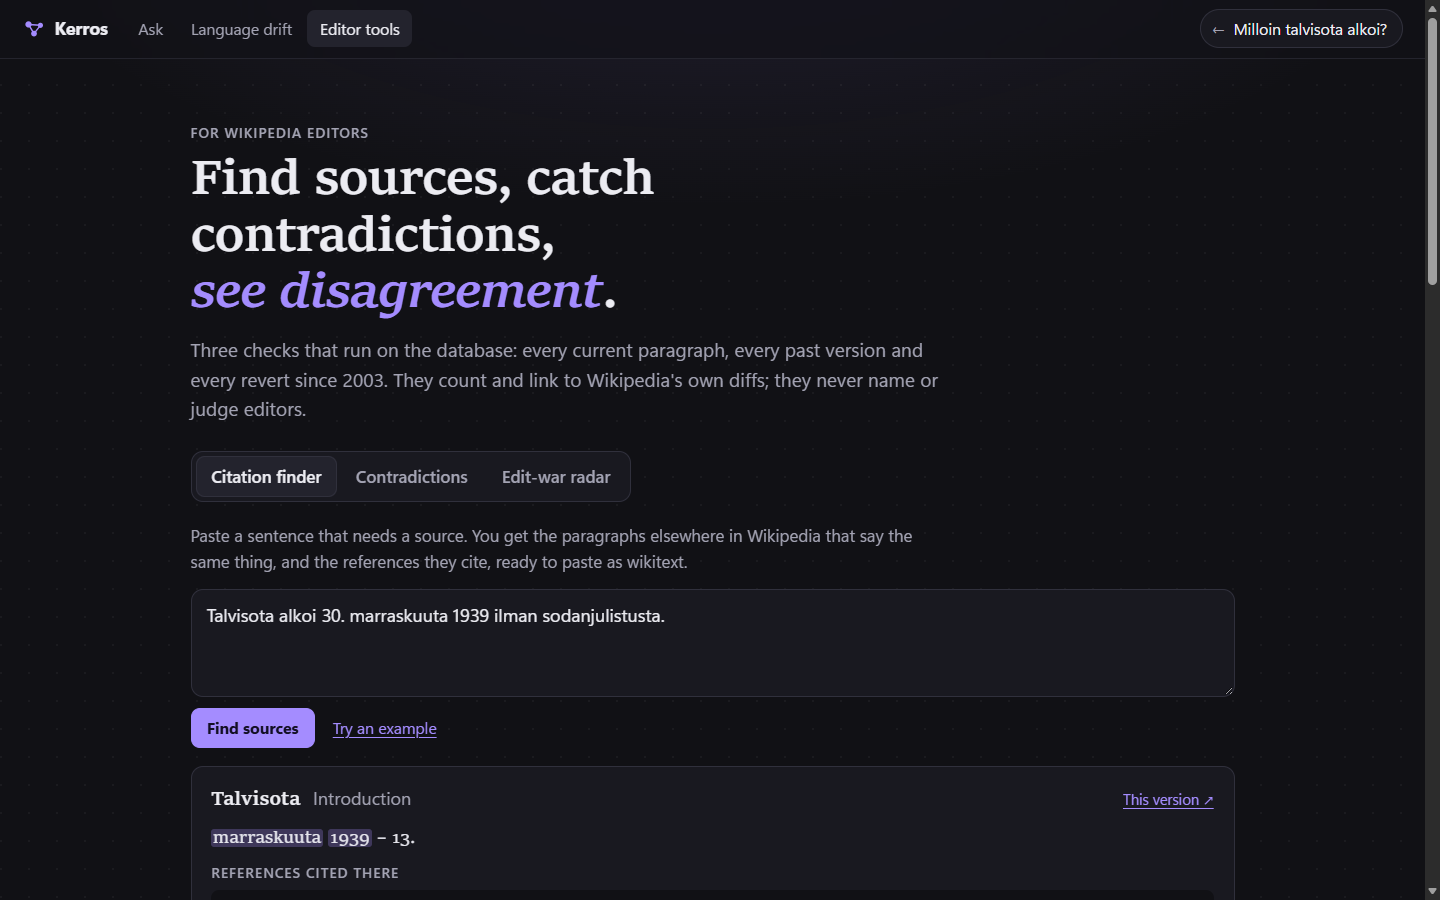 Kerros
Ask
Language drift
Editor tools
← Milloin talvisota alkoi?
FOR WIKIPEDIA EDITORS
Find sources, catch
contradictions,
see disagreement.
Three checks that run on the database: every current paragraph, every past version and
every revert since 2003. They count and link to Wikipedia's own diffs; they never name or
judge editors.
Citation finder
Contradictions
Edit-war radar
Paste a sentence that needs a source. You get the paragraphs elsewhere in Wikipedia that say the
same thing, and the references they cite, ready to paste as wikitext.
Talvisota alkoi 30. marraskuuta 1939 ilman sodanjulistusta.
Find sources
Try an example
Talvisota Introduction
This version ↗
marraskuuta 1939 – 13.
REFERENCES CITED THERE